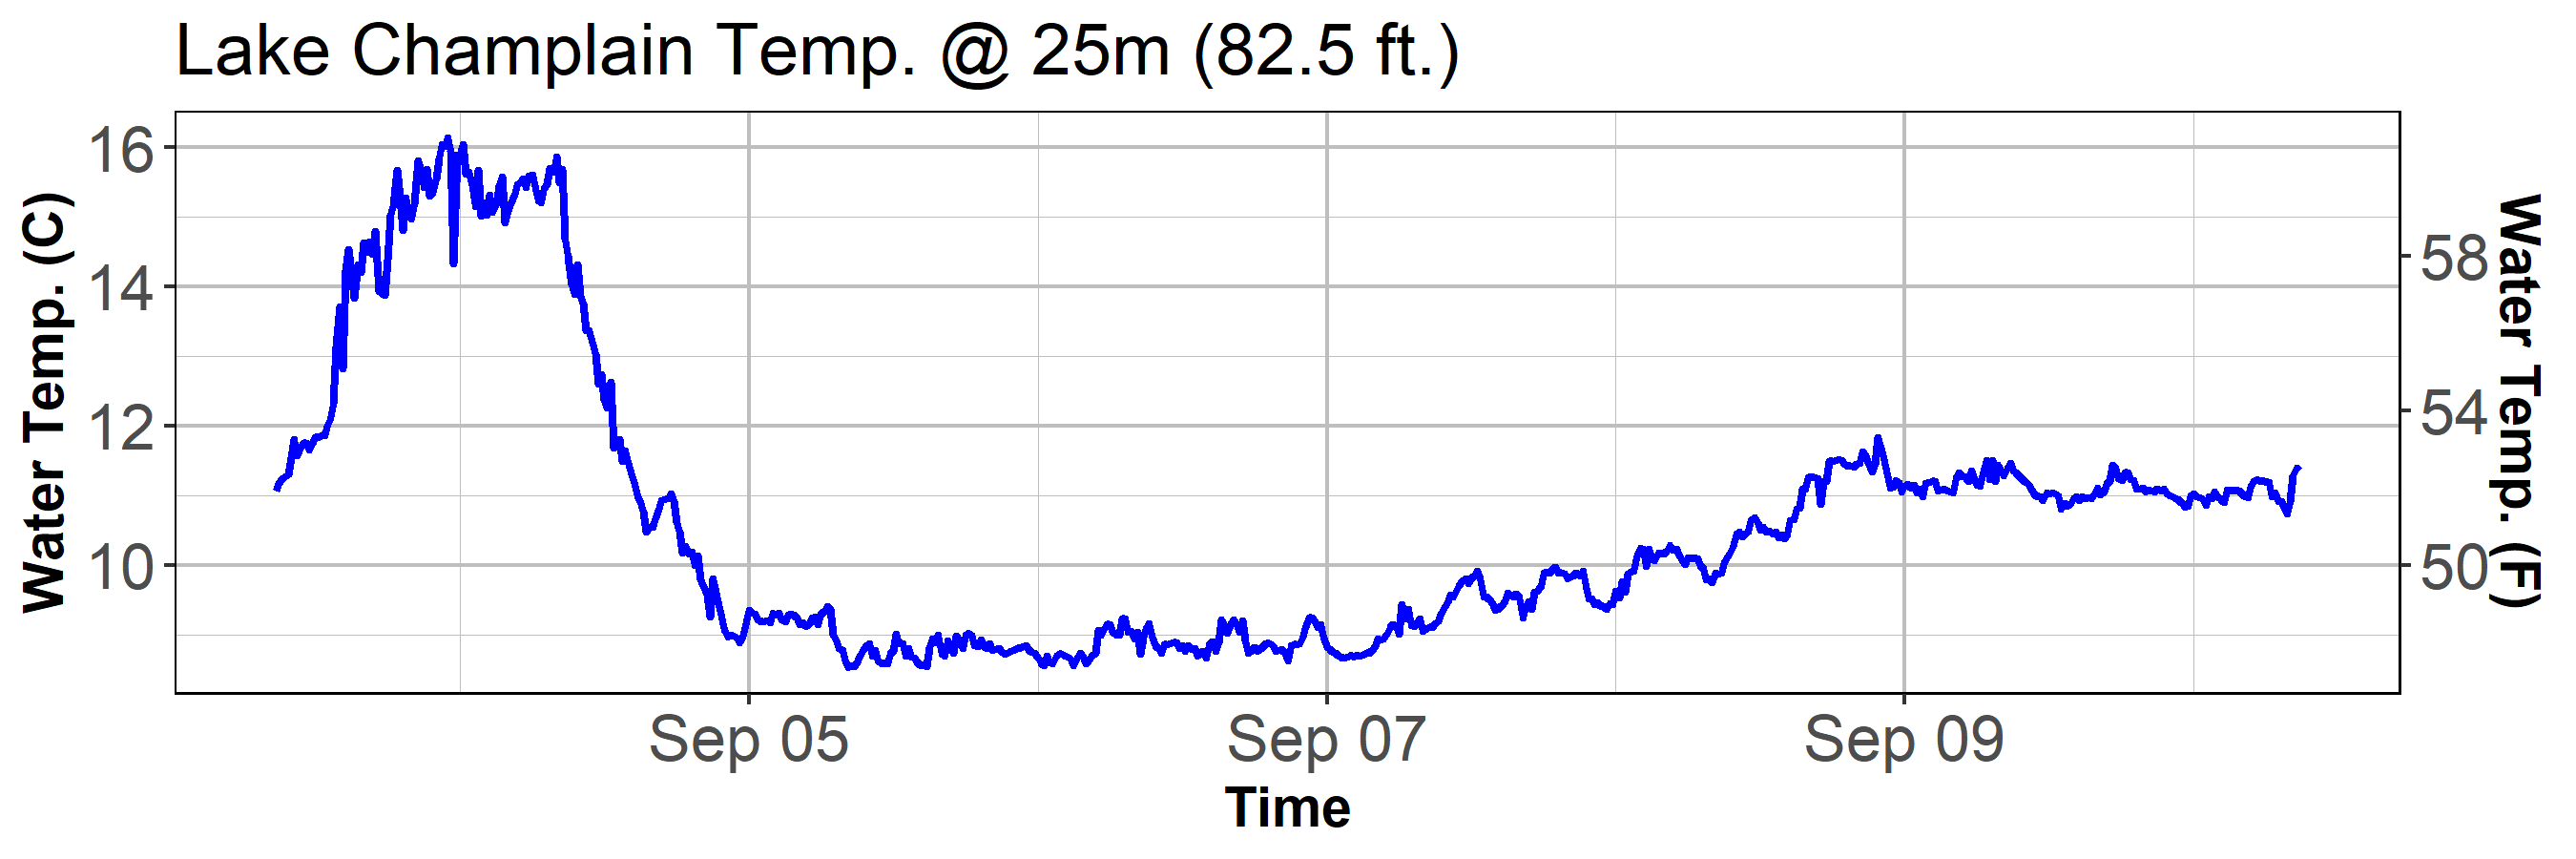 Lake Champlain Temp. @ 25m (82.5 ft.)
Water Temp. (C)
16
14
12
10
58
54
50
Water Temp. (F)
Sep 05 Sep 07 Sep 09
Time